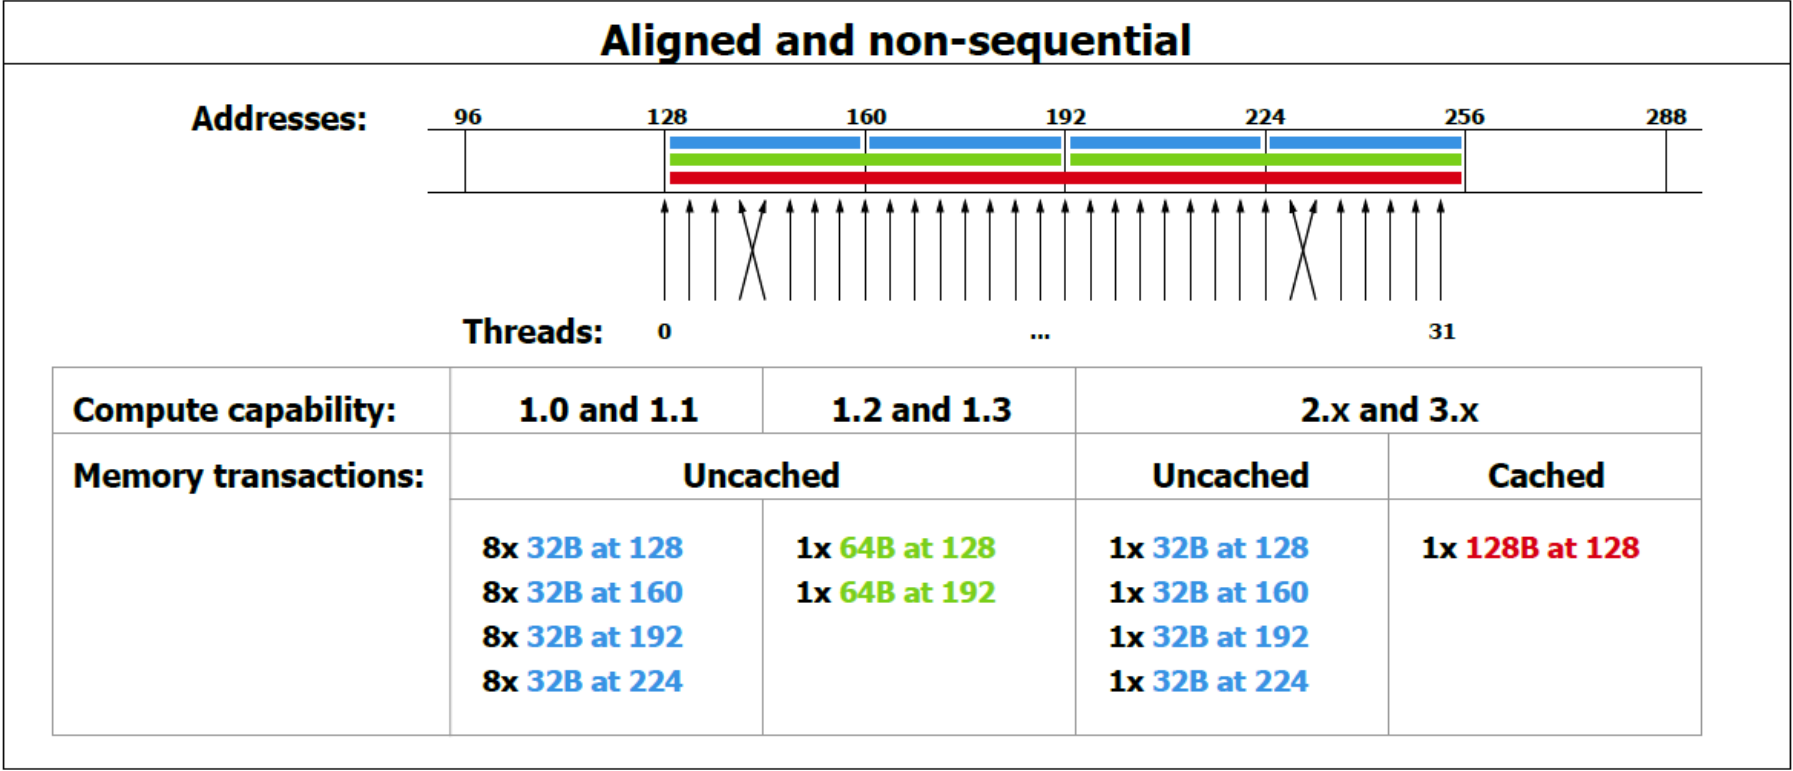 Aligned and non-sequential
Addresses: 96 128 160 192 224 256 288
Threads: 0 ... 31
Compute capability: 1.0 and 1.1 1.2 and 1.3 2.x and 3.x
Memory transactions: Uncached Uncached Cached
8x 32B at 128 1x 64B at 128 1x 32B at 128 1x 128B at 128
8x 32B at 160 1x 64B at 192 1x 32B at 160
8x 32B at 192 1x 32B at 192
8x 32B at 224 1x 32B at 224